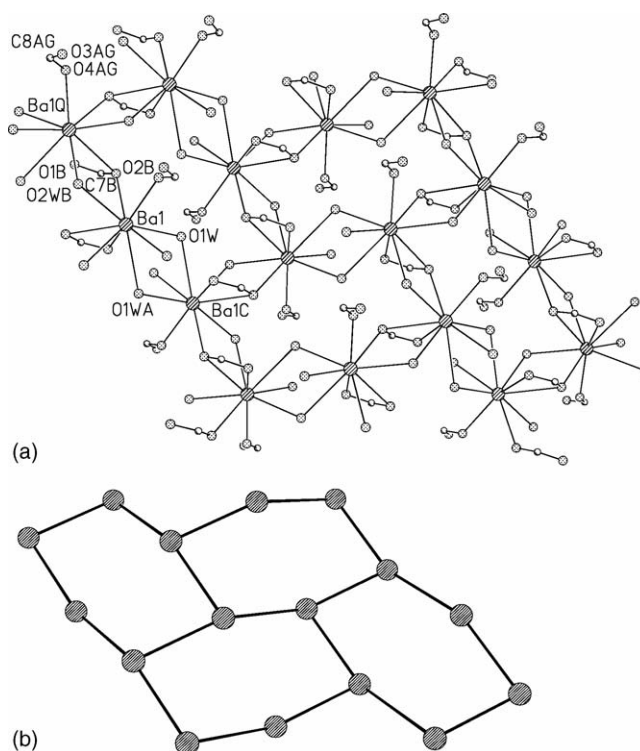 C8AG O3AG
O4AG
Ba1Q
O1B O2B
O2WB C7B
Ba1 O1W
O1WA Ba1C
(a)
(b)